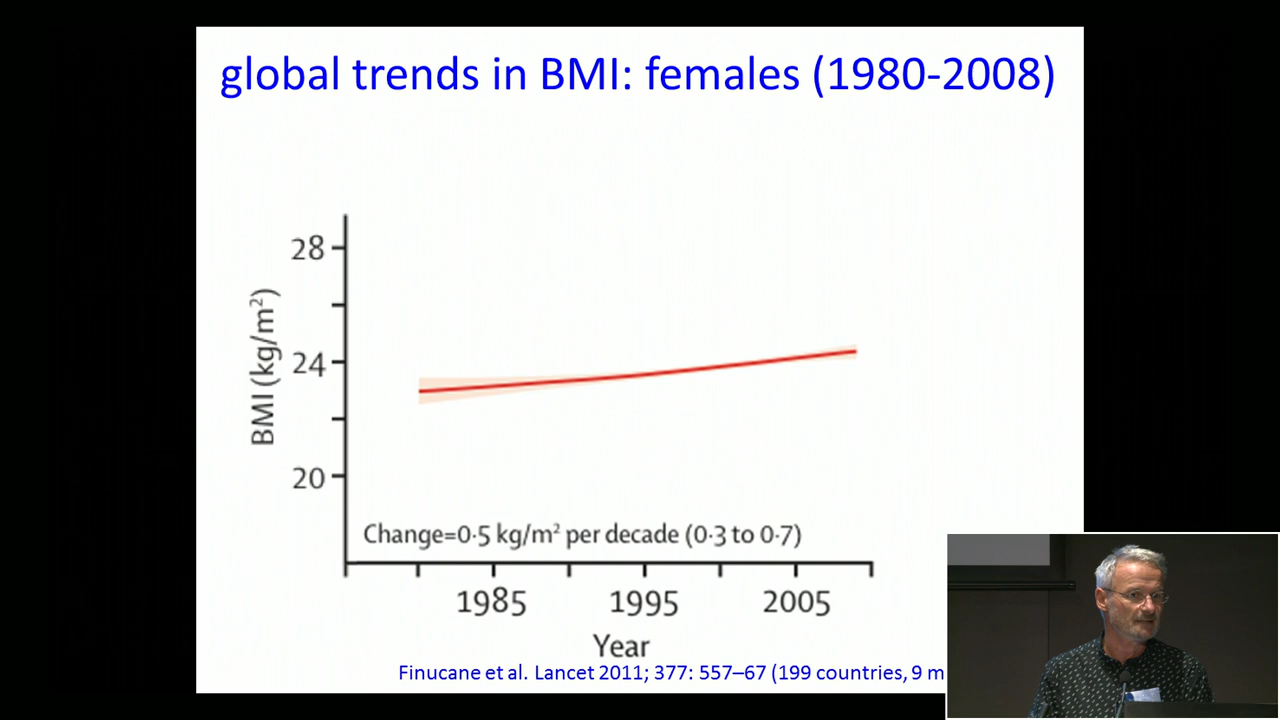 global trends in BMI: females (1980-2008)
28
24
20
BMI (kg/m²)
Change=0·5 kg/m² per decade (0·3 to 0·7)
1985 1995 2005
Year
Finucane et al. Lancet 2011; 377: 557–67 (199 countries, 9 m